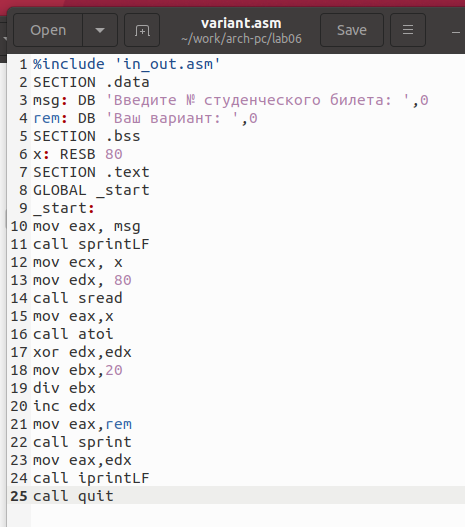 Open
variant.asm
~/work/arch-pc/lab06
Save
1 %include 'in_out.asm'
2 SECTION .data
3 msg: DB 'Введите № студенческого билета: ',0
4 rem: DB 'Ваш вариант: ',0
5 SECTION .bss
6 x: RESB 80
7 SECTION .text
8 GLOBAL _start
9 _start:
10 mov eax, msg
11 call sprintLF
12 mov ecx, x
13 mov edx, 80
14 call sread
15 mov eax,x
16 call atoi
17 xor edx,edx
18 mov ebx,20
19 div ebx
20 inc edx
21 mov eax,rem
22 call sprint
23 mov eax,edx
24 call iprintLF
25 call quit